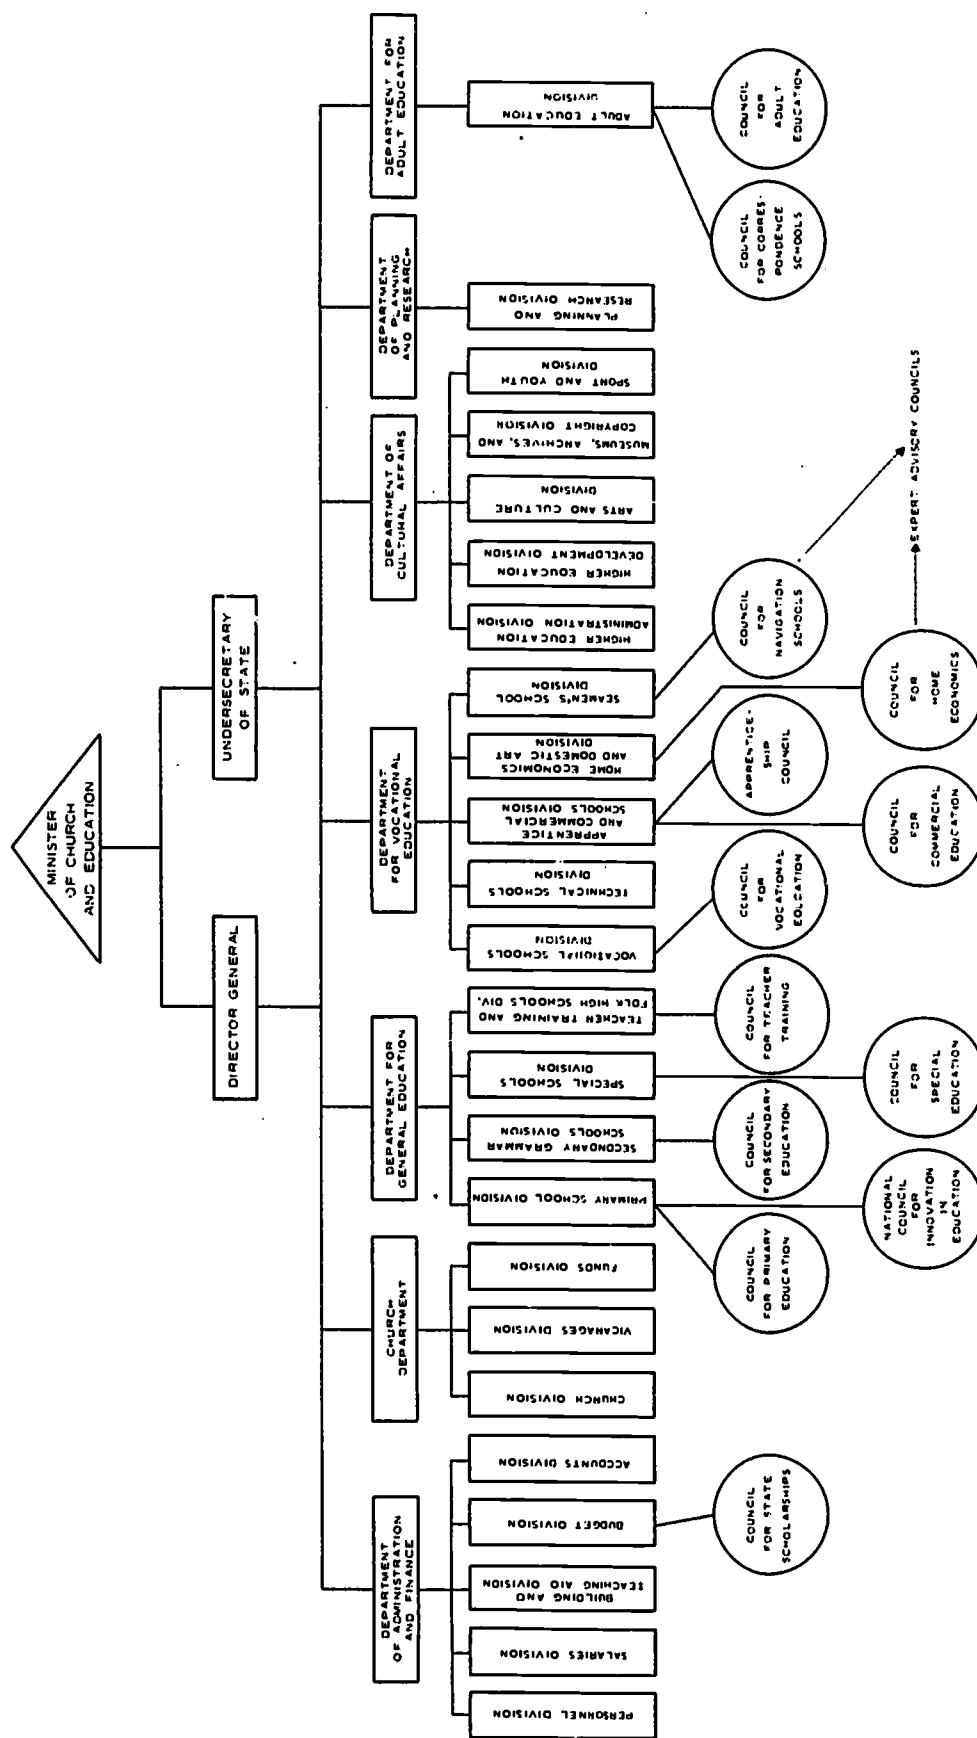 MINISTER
OF CHURCH
AND EDUCATION
DIRECTOR GENERAL
UNDERSECRETARY
OF STATE
DEPARTMENT
OF ADMINISTRATION
AND FINANCE
CHURCH
DEPARTMENT
DEPARTMENT FOR
GENERAL EDUCATION
DEPARTMENT
FOR VOCATIONAL
EDUCATION
DEPARTMENT OF
CULTURAL AFFAIRS
DEPARTMENT
OF PLANNING
AND RESEARCH
DEPARTMENT FOR
ADULT EDUCATION
PERSONNEL DIVISION
SALARIES DIVISION
BUILDING AND
TEACHING AID DIVISION
BUDGET DIVISION
ACCOUNTS DIVISION
CHURCH DIVISION
VICARAGES DIVISION
FUNDS DIVISION
PRIMARY SCHOOL DIVISION
SECONDARY GRAMMAR
SCHOOLS DIVISION
SPECIAL SCHOOLS
DIVISION
TEACHER TRAINING AND
FOLK HIGH SCHOOLS DIV.
VOCATIONAL SCHOOLS
DIVISION
TECHNICAL SCHOOLS
DIVISION
APPRENTICE
AND COMMERCIAL
SCHOOLS DIVISION
HOME ECONOMICS
AND DOMESTIC ART
DIVISION
SEAMEN'S SCHOOL
DIVISION
HIGHER EDUCATION
ADMINISTRATION DIVISION
HIGHER EDUCATION
DEVELOPMENT DIVISION
ARTS AND CULTURE
DIVISION
MUSEUMS, ARCHIVES, AND
COPYRIGHT DIVISION
SPORT AND YOUTH
DIVISION
PLANNING AND
RESEARCH DIVISION
ADULT EDUCATION
DIVISION
COUNCIL
FOR STATE
SCHOLARSHIPS
COUNCIL
FOR PRIMARY
EDUCATION
COUNCIL
FOR SECONDARY
EDUCATION
COUNCIL
FOR TEACHER
TRAINING
COUNCIL
FOR
VOCATIONAL
EDUCATION
APPRENTICE-
SHIP
COUNCIL
COUNCIL
FOR
NAVIGATION
SCHOOLS
COUNCIL
FOR CORRES-
PONDENCE
SCHOOLS
COUNCIL
FOR
ADULT
EDUCATION
NATIONAL
COUNCIL
FOR
INNOVATION
IN
EDUCATION
COUNCIL
FOR
SPECIAL
EDUCATION
COUNCIL
FOR
COMMERCIAL
EDUCATION
COUNCIL
FOR
HOME
ECONOMICS
EXPERT ADVISORY COUNCILS